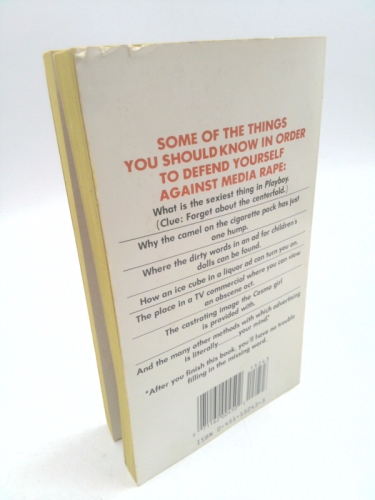 SOME OF THE THINGS
YOU SHOULD KNOW IN ORDER
TO DEFEND YOURSELF
AGAINST MEDIA RAPE:
What is the sexiest thing in Playboy.
(Clue: Forget about the centerfold.)
Why the camel on the cigarette pack has just
one hump.
Where the dirty words in an ad for children's
dolls can be found.
How an ice cube in a liquor ad can turn you on.
The place in a TV commercial where you can view
an obscene act.
The castrating image the Cosmo girl
is provided with.
And the many other methods with which advertising
is literally........your mind.*
*After you finish this book, you'll have no trouble
filling in the missing word.
ISBN